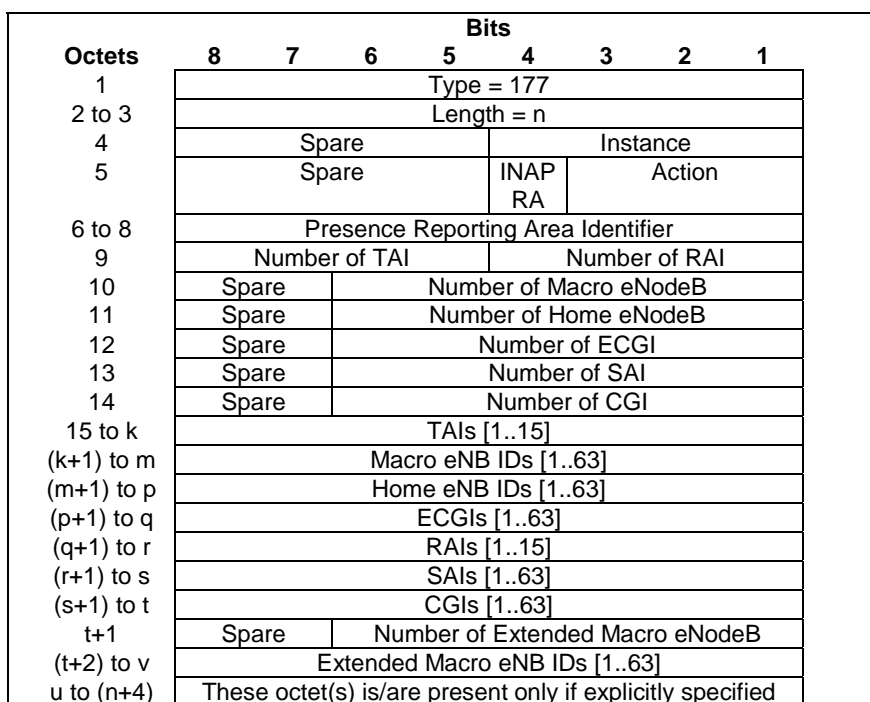 Bits
Octets 8 7 6 5 4 3 2 1
1 Type = 177
2 to 3 Length = n
4 Spare Instance
5 Spare INAP Action
RA
6 to 8 Presence Reporting Area Identifier
9 Number of TAI Number of RAI
10 Spare Number of Macro eNodeB
11 Spare Number of Home eNodeB
12 Spare Number of ECGI
13 Spare Number of SAI
14 Spare Number of CGI
15 to k TAIs [1..15]
(k+1) to m Macro eNB IDs [1..63]
(m+1) to p Home eNB IDs [1..63]
(p+1) to q ECGIs [1..63]
(q+1) to r RAIs [1..15]
(r+1) to s SAIs [1..63]
(s+1) to t CGIs [1..63]
t+1 Spare Number of Extended Macro eNodeB
(t+2) to v Extended Macro eNB IDs [1..63]
u to (n+4) These octet(s) is/are present only if explicitly specified